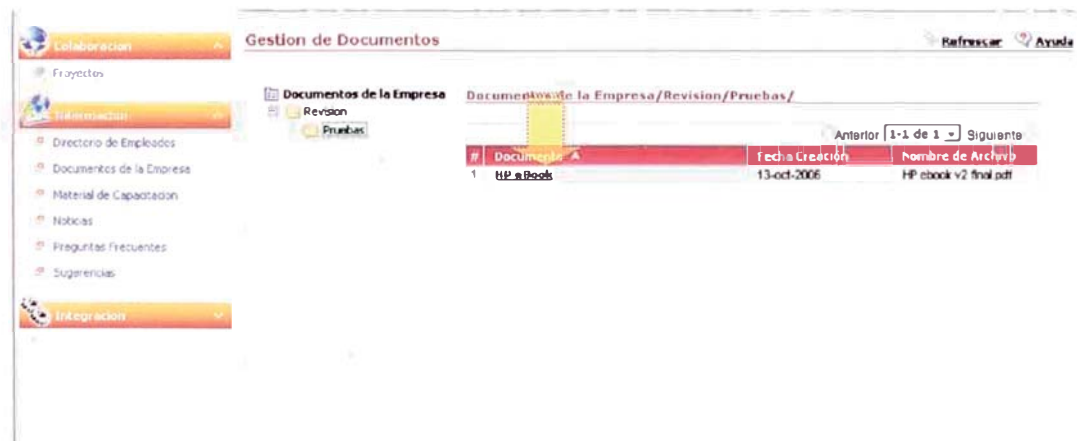 Colaboracion
Proyectos
Informacion
Directorio de Empleados
Documentos de la Empresa
Material de Capacitacion
Noticias
Preguntas Frecuentes
Sugerencias
Integracion
Gestion de Documentos
Refrescar Ayuda
Documentos de la Empresa
Revision
Pruebas
Documentos de la Empresa/Revision/Pruebas/
Anterior 1-1 de 1 Siguiente
# Documento Fecha Creación Nombre de Archivo
1 HP eBook 13-oct-2006 HP ebook v2 final.pdf